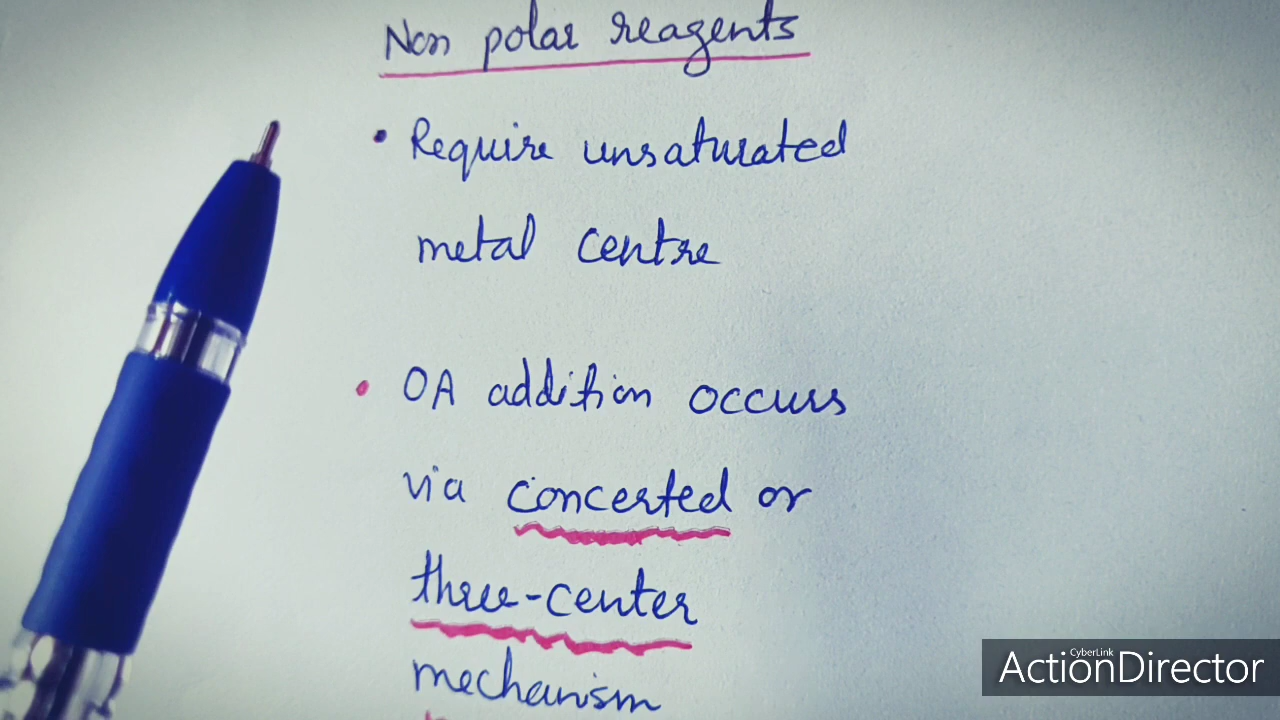 Non polar reagents
• Require unsaturated
metal centre
• OA addition occurs
via concerted or
three-center
mechanism
CyberLink
ActionDirector